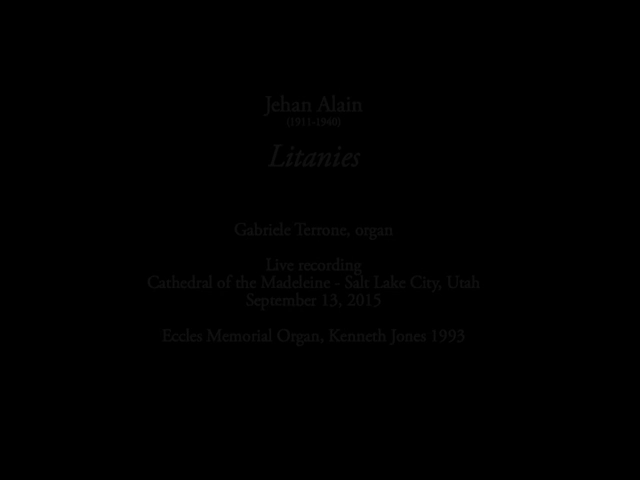 Jehan Alain
(1911-1940)
Litanies
Gabriele Terrone, organ
Live recording
Cathedral of the Madeleine - Salt Lake City, Utah
September 13, 2015
Eccles Memorial Organ, Kenneth Jones 1993